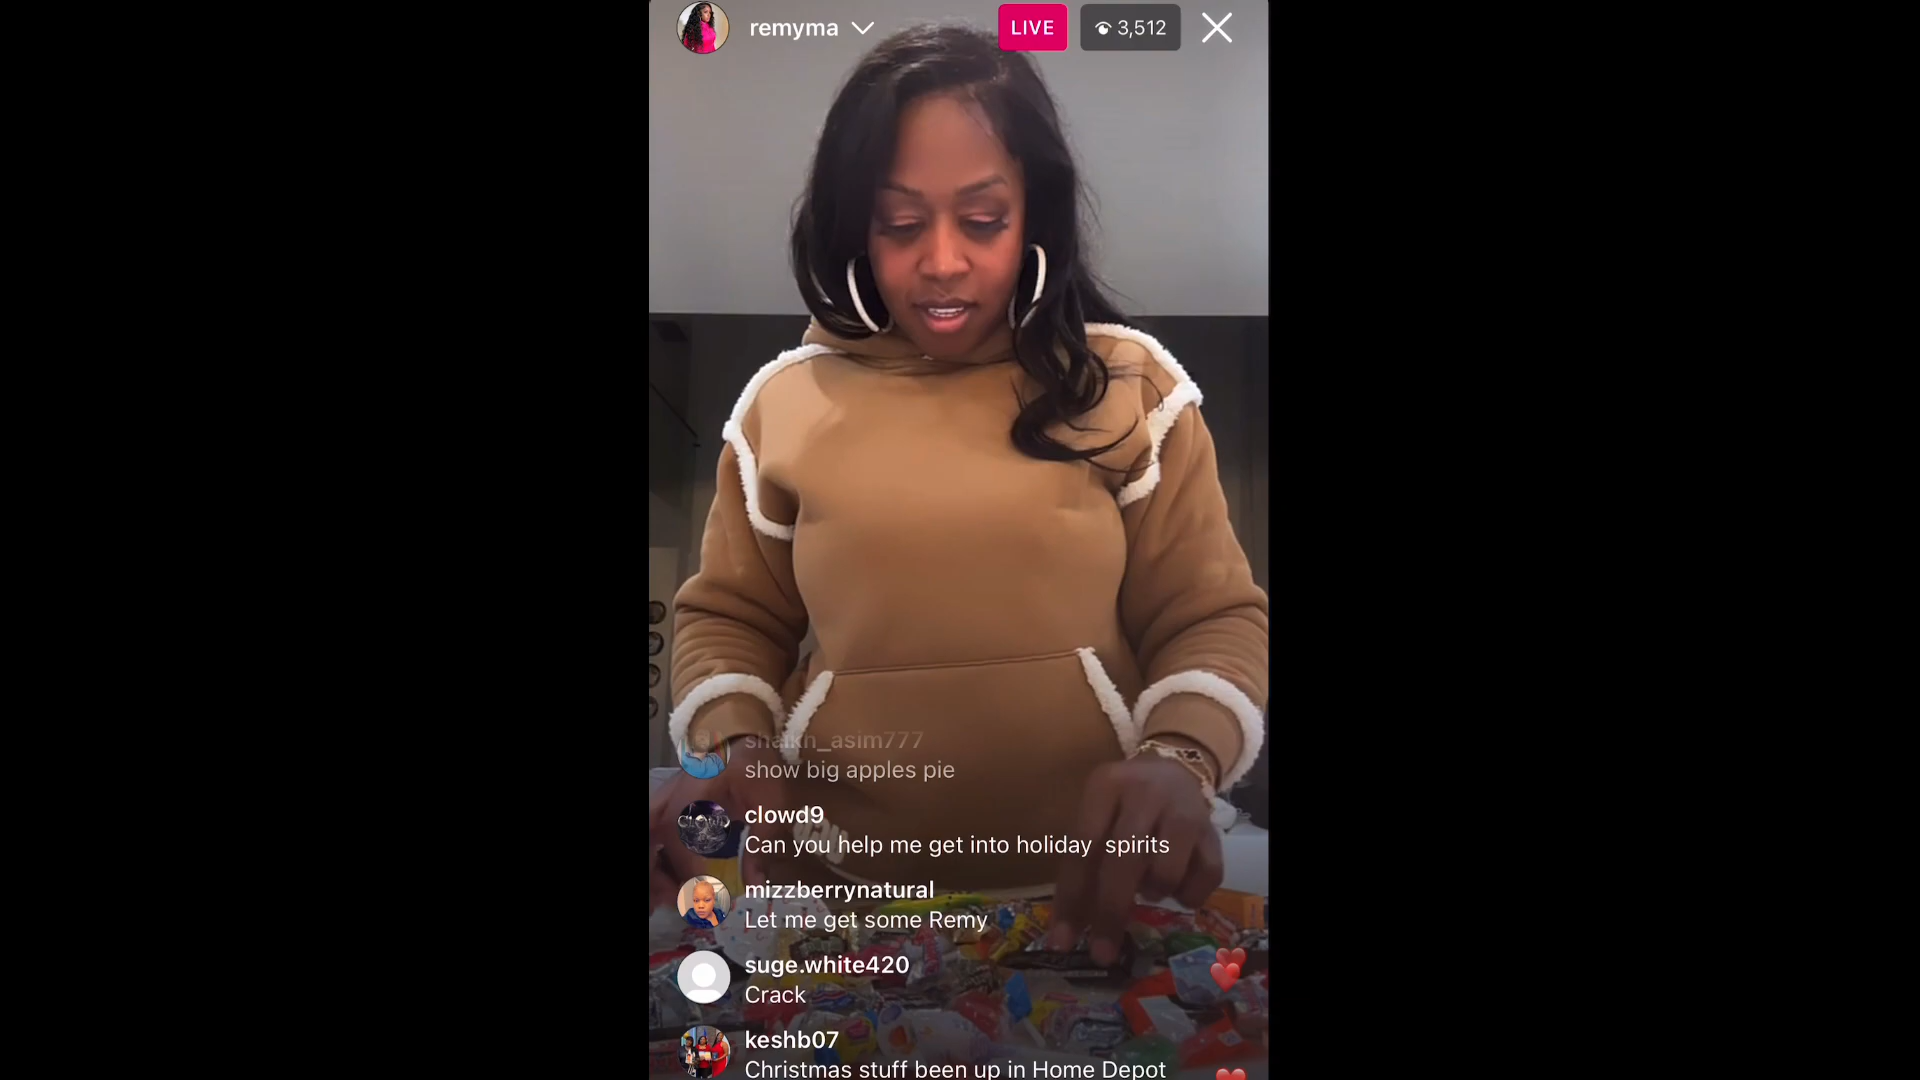 remyma
LIVE
3,512
shaikh_asim777
show big apples pie
clowd9
Can you help me get into holiday  spirits
mizzberrynatural
Let me get some Remy
suge.white420
Crack
keshb07
Christmas stuff been up in Home Depot